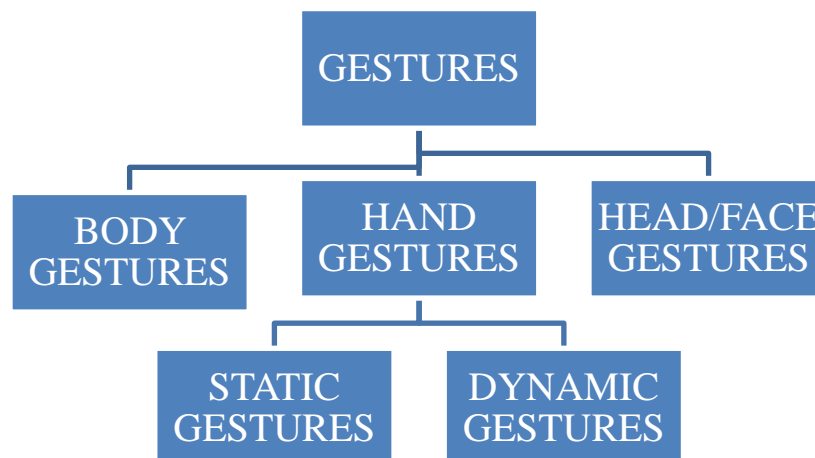 GESTURES
BODY
GESTURES
HAND
GESTURES
HEAD/FACE
GESTURES
STATIC
GESTURES
DYNAMIC
GESTURES